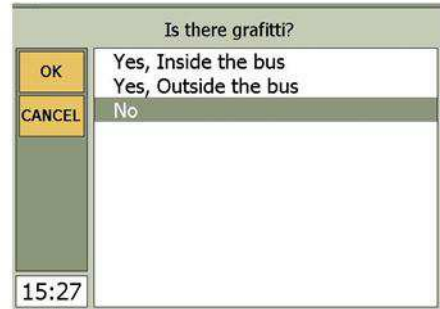 Is there grafitti?
OK
CANCEL
Yes, Inside the bus
Yes, Outside the bus
No
15:27